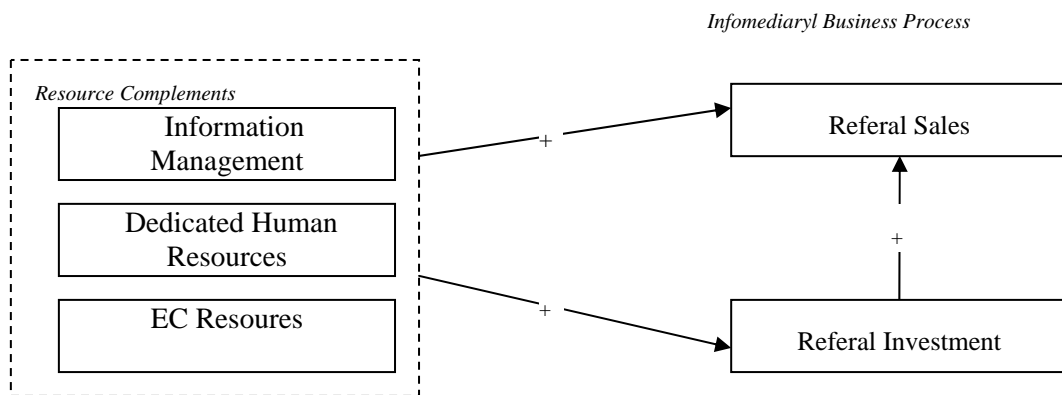 Infomediaryl Business Process
Resource Complements
Information
Management
Dedicated Human
Resources
EC Resoures
+
+
Referal Sales
+
Referal Investment